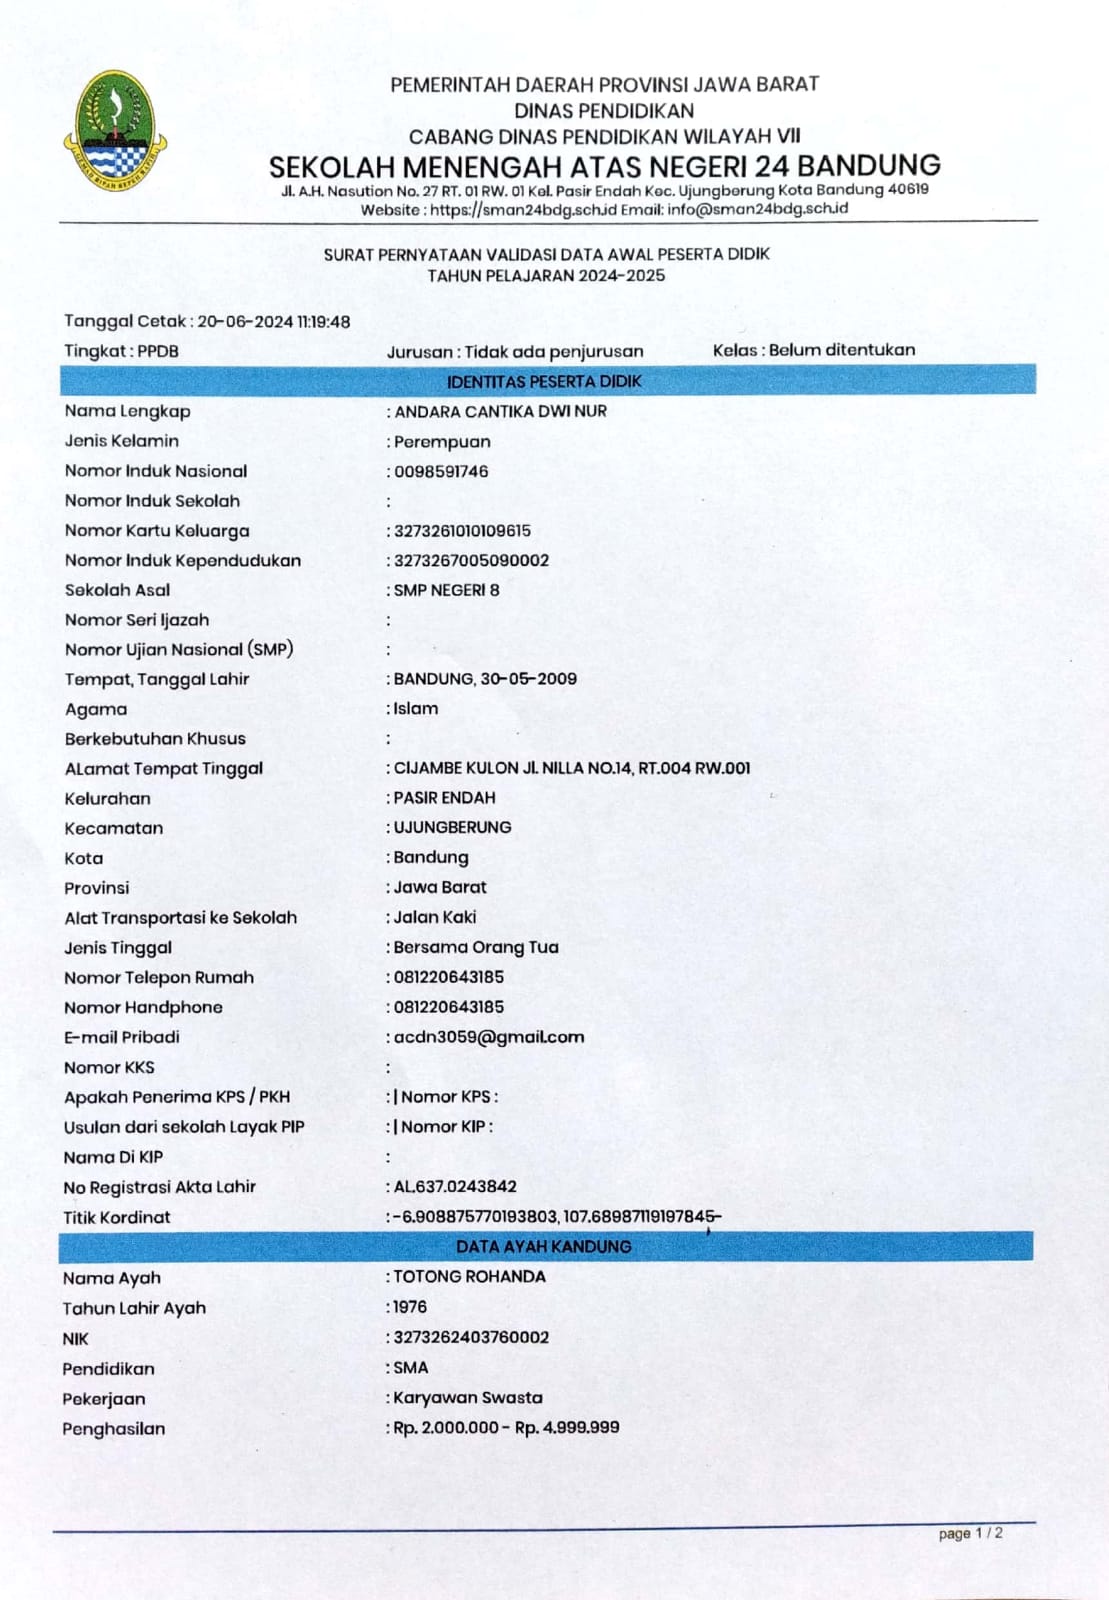 PEMERINTAH DAERAH PROVINSI JAWA BARAT
DINAS PENDIDIKAN
CABANG DINAS PENDIDIKAN WILAYAH VII
SEKOLAH MENENGAH ATAS NEGERI 24 BANDUNG
Jl. A.H. Nasution No. 27 RT. 01 RW. 01 Kel. Pasir Endah Kec. Ujungberung Kota Bandung 40619
Website : https://sman24bdg.sch.id Email: info@sman24bdg.sch.id
SURAT PERNYATAAN VALIDASI DATA AWAL PESERTA DIDIK
TAHUN PELAJARAN 2024-2025
Tanggal Cetak : 20-06-2024 11:19:48
Tingkat : PPDB Jurusan : Tidak ada penjurusan Kelas : Belum ditentukan
IDENTITAS PESERTA DIDIK
Nama Lengkap : ANDARA CANTIKA DWI NUR
Jenis Kelamin : Perempuan
Nomor Induk Nasional : 0098591746
Nomor Induk Sekolah :
Nomor Kartu Keluarga : 3273261010109615
Nomor Induk Kependudukan : 3273267005090002
Sekolah Asal : SMP NEGERI 8
Nomor Seri Ijazah :
Nomor Ujian Nasional (SMP) :
Tempat, Tanggal Lahir : BANDUNG, 30-05-2009
Agama : Islam
Berkebutuhan Khusus :
ALamat Tempat Tinggal : CIJAMBE KULON Jl. NILLA NO.14, RT.004 RW.001
Kelurahan : PASIR ENDAH
Kecamatan : UJUNGBERUNG
Kota : Bandung
Provinsi : Jawa Barat
Alat Transportasi ke Sekolah : Jalan Kaki
Jenis Tinggal : Bersama Orang Tua
Nomor Telepon Rumah : 081220643185
Nomor Handphone : 081220643185
E-mail Pribadi : acdn3059@gmail.com
Nomor KKS :
Apakah Penerima KPS / PKH : | Nomor KPS :
Usulan dari sekolah Layak PIP : | Nomor KIP :
Nama Di KIP :
No Registrasi Akta Lahir : AL.637.0243842
Titik Kordinat : -6.908875770193803, 107.68987119197845-
DATA AYAH KANDUNG
Nama Ayah : TOTONG ROHANDA
Tahun Lahir Ayah : 1976
NIK : 3273262403760002
Pendidikan : SMA
Pekerjaan : Karyawan Swasta
Penghasilan : Rp. 2.000.000 - Rp. 4.999.999
page 1 / 2